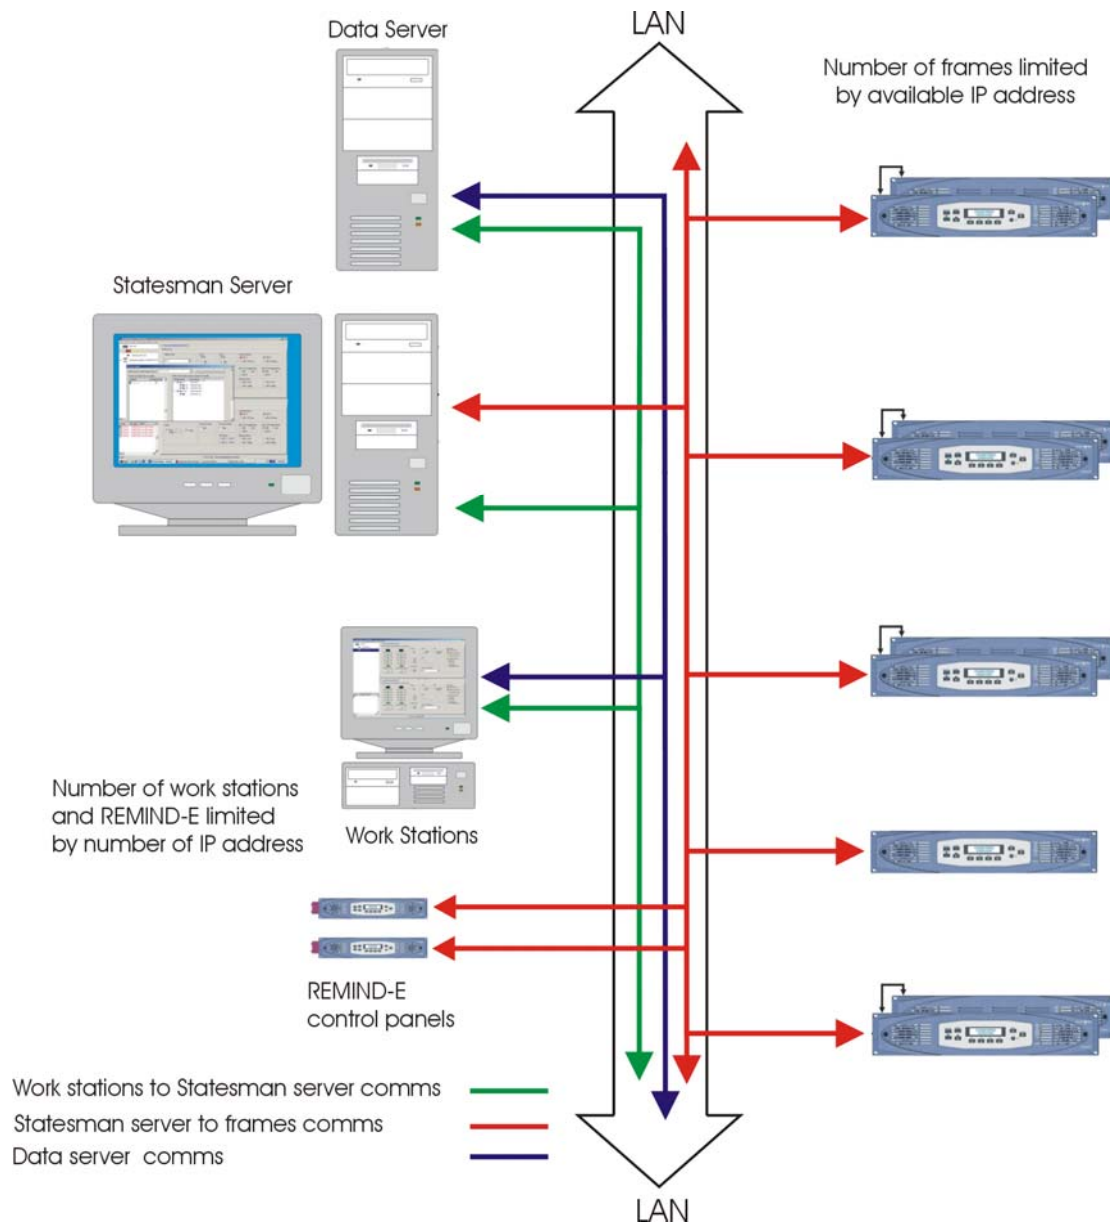 LAN
Data Server
Number of frames limited
by available IP address
Statesman Server
Number of work stations
and REMIND-E limited
by number of IP address
Work Stations
REMIND-E
control panels
Work stations to Statesman server comms
Statesman server to frames comms
Data server comms
LAN